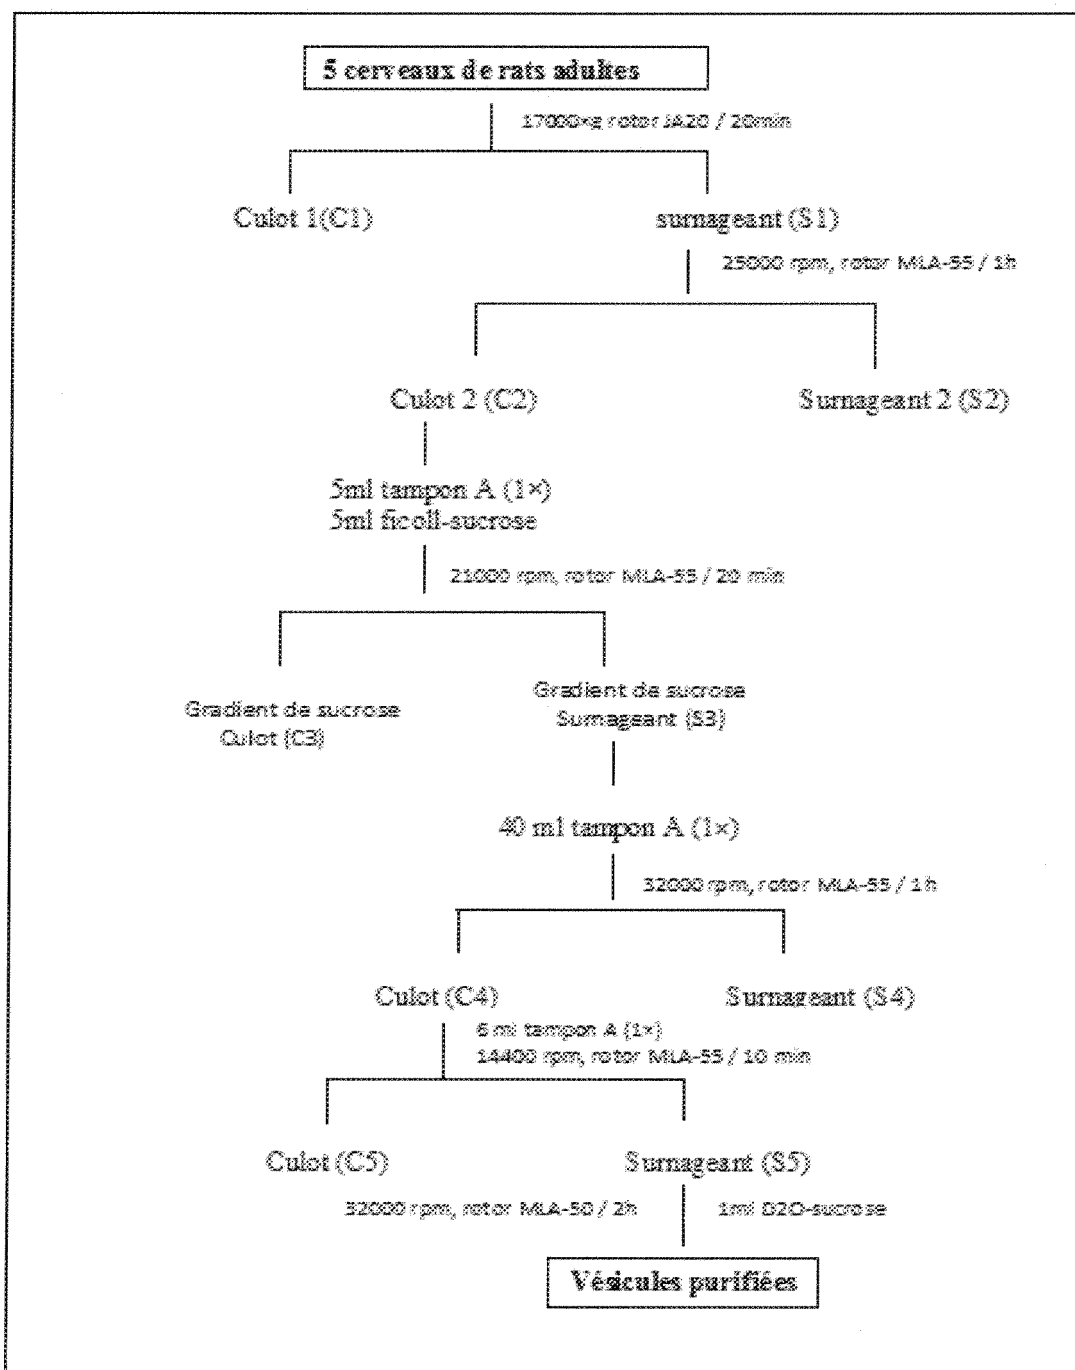 5 cerveaux de rats adultes
17000×g rotor JA20 / 20min
Culot 1(C1)
surnageant (S1)
25000 rpm, rotor MLA-55 / 1h
Culot 2 (C2)
Surnageant 2 (S2)
5ml tampon A (1×)
5ml ficoll-sucrose
21000 rpm, rotor MLA-55 / 20 min
Gradient de sucrose
Culot (C3)
Gradient de sucrose
Surnageant (S3)
40 ml tampon A (1×)
32000 rpm, rotor MLA-55 / 1h
Culot (C4)
Surnageant (S4)
6 ml tampon A (1×)
14400 rpm, rotor MLA-55 / 10 min
Culot (C5)
Surnageant (S5)
32000 rpm, rotor MLA-50 / 2h
1ml D2O-sucrose
Vésicules purifiées